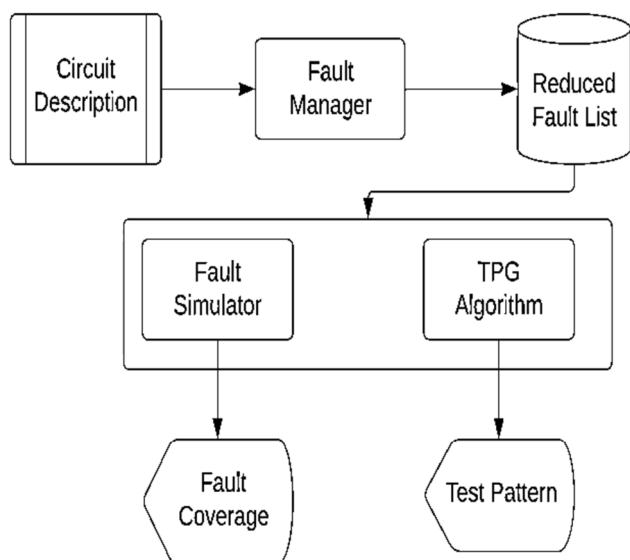 Circuit
Description
Fault
Manager
Reduced
Fault List
Fault
Simulator
TPG
Algorithm
Fault
Coverage
Test Pattern